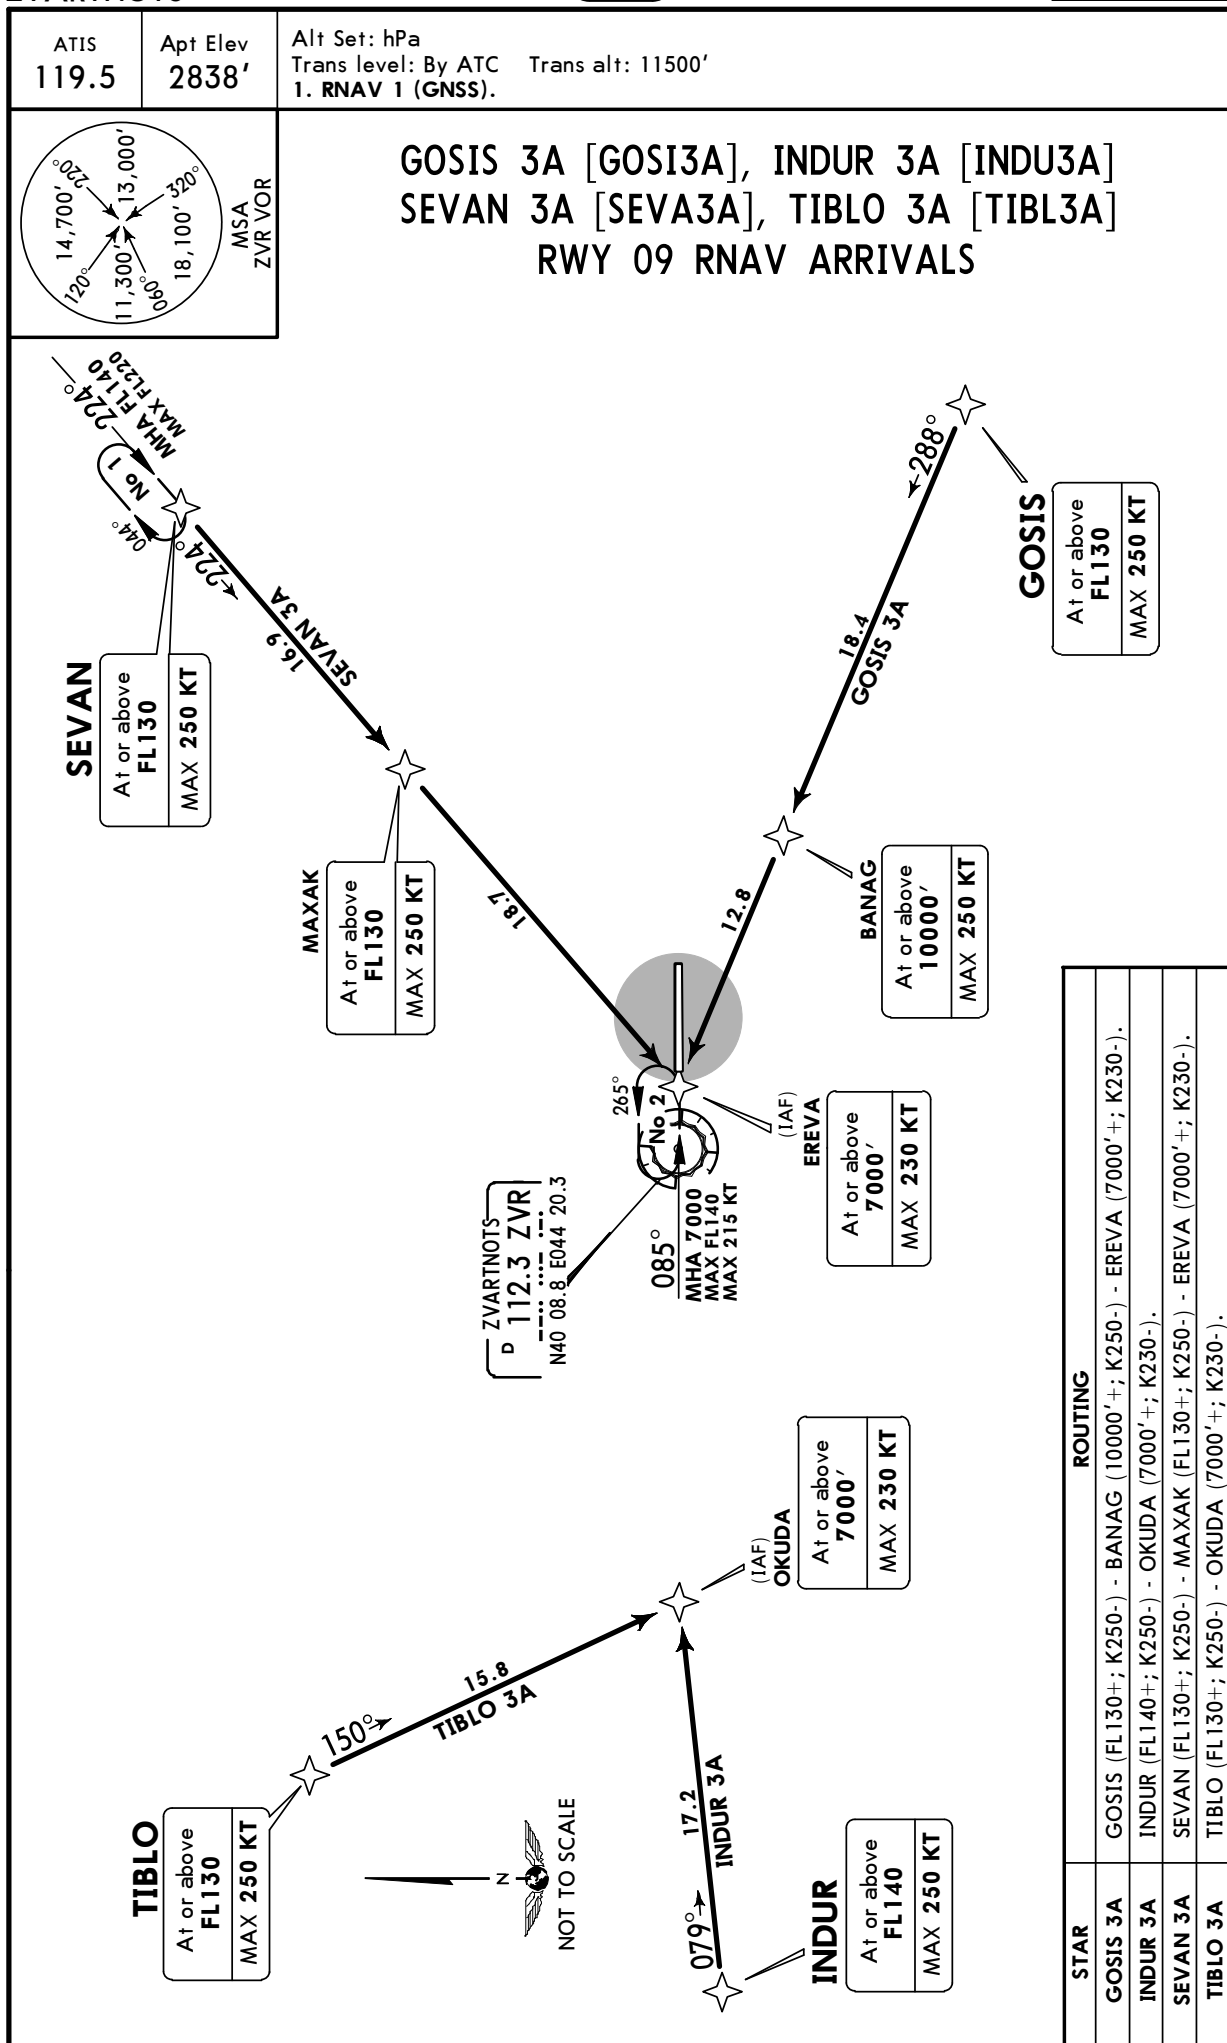 ATIS
119.5
Apt Elev
2838'
Alt Set: hPa
Trans level: By ATC Trans alt: 11500'
1. RNAV 1 (GNSS).
220°
13,000'
320°
14,700'
18,100'
120°
11,300'
060°
MSA
ZVR VOR
GOSIS 3A [GOSI3A], INDUR 3A [INDU3A]
SEVAN 3A [SEVA3A], TIBLO 3A [TIBL3A]
RWY 09 RNAV ARRIVALS
224°
MHA FL140
MAX FL220
No 1
044°
224°
SEVAN
At or above
FL130
MAX 250 KT
16.9
SEVAN 3A
MAXAK
At or above
FL130
MAX 250 KT
18.7
288°
GOSIS
At or above
FL130
MAX 250 KT
18.4
GOSIS 3A
BANAG
At or above
10000'
MAX 250 KT
12.8
265°
No 2
(IAF)
EREVA
At or above
7000'
MAX 230 KT
085°
MHA 7000
MAX FL140
MAX 215 KT
ZVARTNOTS
D 112.3 ZVR
N40 08.8 E044 20.3
(IAF)
OKUDA
At or above
7000'
MAX 230 KT
150°
15.8
TIBLO 3A
TIBLO
At or above
FL130
MAX 250 KT
N
NOT TO SCALE
079°
17.2
INDUR 3A
INDUR
At or above
FL140
MAX 250 KT
STAR ROUTING
GOSIS 3A GOSIS (FL130+; K250-) - BANAG (10000'+; K250-) - EREVA (7000'+; K230-).
INDUR 3A INDUR (FL140+; K250-) - OKUDA (7000'+; K230-).
SEVAN 3A SEVAN (FL130+; K250-) - MAXAK (FL130+; K250-) - EREVA (7000'+; K230-).
TIBLO 3A TIBLO (FL130+; K250-) - OKUDA (7000'+; K230-).